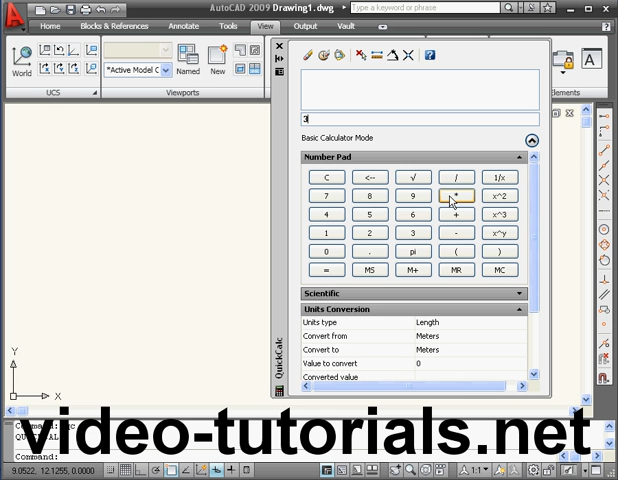 AutoCAD 2009 Drawing1.dwg
Type a keyword or phrase
Home
Blocks & References
Annotate
Tools
View
Output
Vault
World
*Active Model C
Named
New
UCS
Viewports
elements
3
Basic Calculator Mode
Number Pad
C <-- √ / 1/x
7 8 9 * x^2
4 5 6 + x^3
1 2 3 - x^y
0 . pi ( )
= MS M+ MR MC
Scientific
Units Conversion
Units type Length
Convert from Meters
Convert to Meters
Value to convert 0
Converted value
QuickCalc
Y
X
video-tutorials.net
Command:
9.0522, 12.1255, 0.0000
1:1